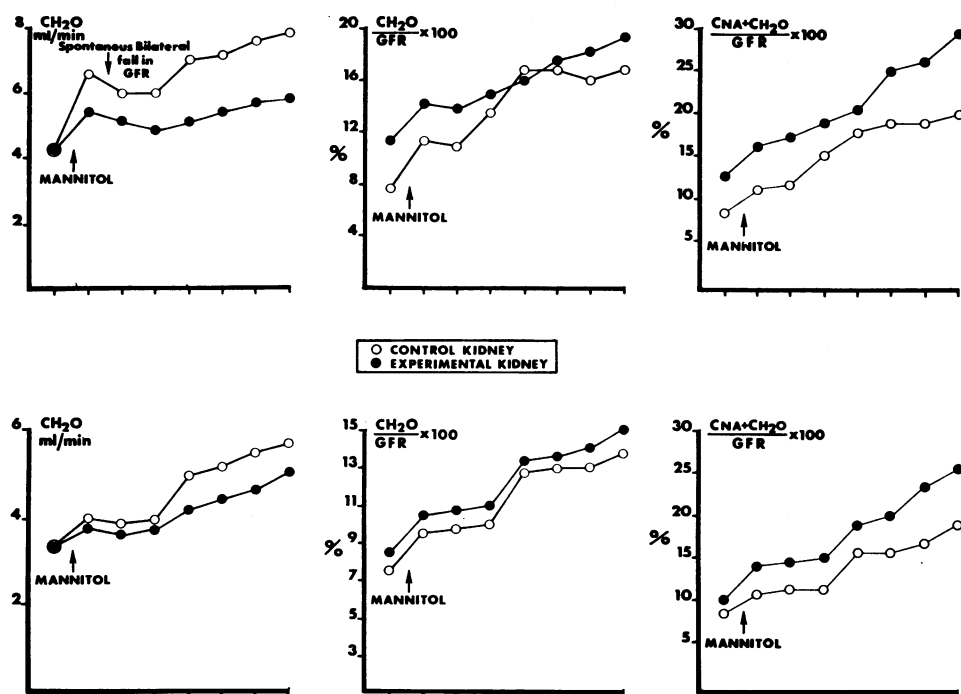 CH2O
ml/min
8
6
4
2
Spontanous Bilateral
fall in
GFR
MANNITOL
CH2O
GFR
×100
20
16
12
8
4
%
MANNITOL
CNA+CH2O
GFR
×100
30
25
20
15
10
5
%
MANNITOL
CONTROL KIDNEY
EXPERIMENTAL KIDNEY
CH2O
ml/min
6
4
2
MANNITOL
CH2O
GFR
×100
15
13
11
9
7
5
3
%
MANNITOL
CNA+CH2O
GFR
×100
30
25
20
15
10
5
%
MANNITOL